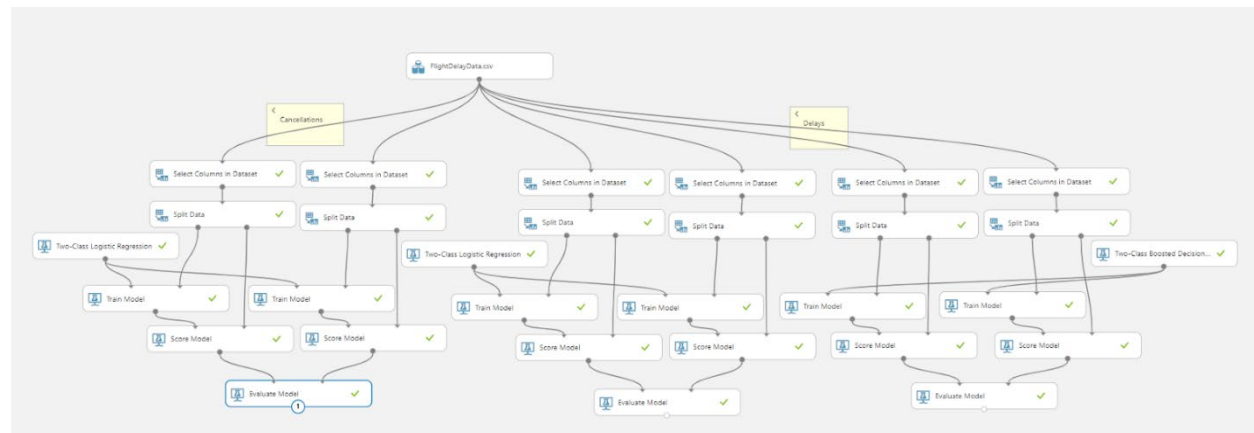 FlightDelayData.csv
Cancellations
Delays
Select Columns in Dataset
Select Columns in Dataset
Select Columns in Dataset
Select Columns in Dataset
Select Columns in Dataset
Select Columns in Dataset
Split Data
Split Data
Split Data
Split Data
Split Data
Split Data
Two-Class Logistic Regression
Two-Class Logistic Regression
Two-Class Boosted Decision...
Train Model
Train Model
Train Model
Train Model
Train Model
Train Model
Score Model
Score Model
Score Model
Score Model
Score Model
Score Model
Evaluate Model
1
Evaluate Model
Evaluate Model